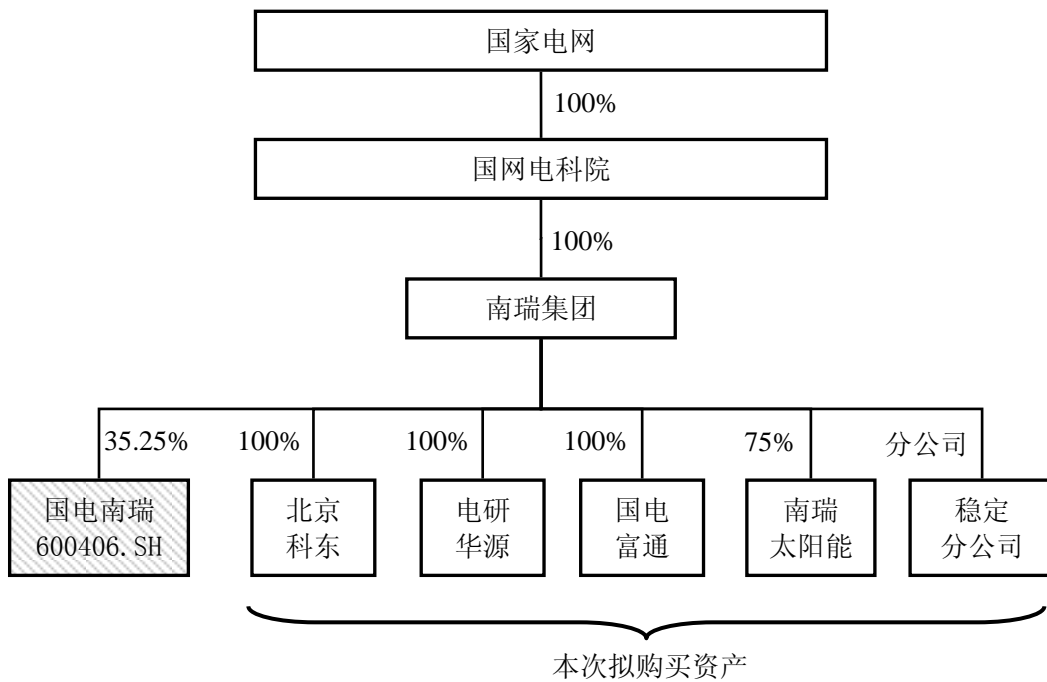 国家电网
100%
国网电科院
100%
南瑞集团
35.25%
100%
100%
100%
75%
分公司
国电南瑞
600406.SH
北京
科东
电研
华源
国电
富通
南瑞
太阳能
稳定
分公司
本次拟购买资产